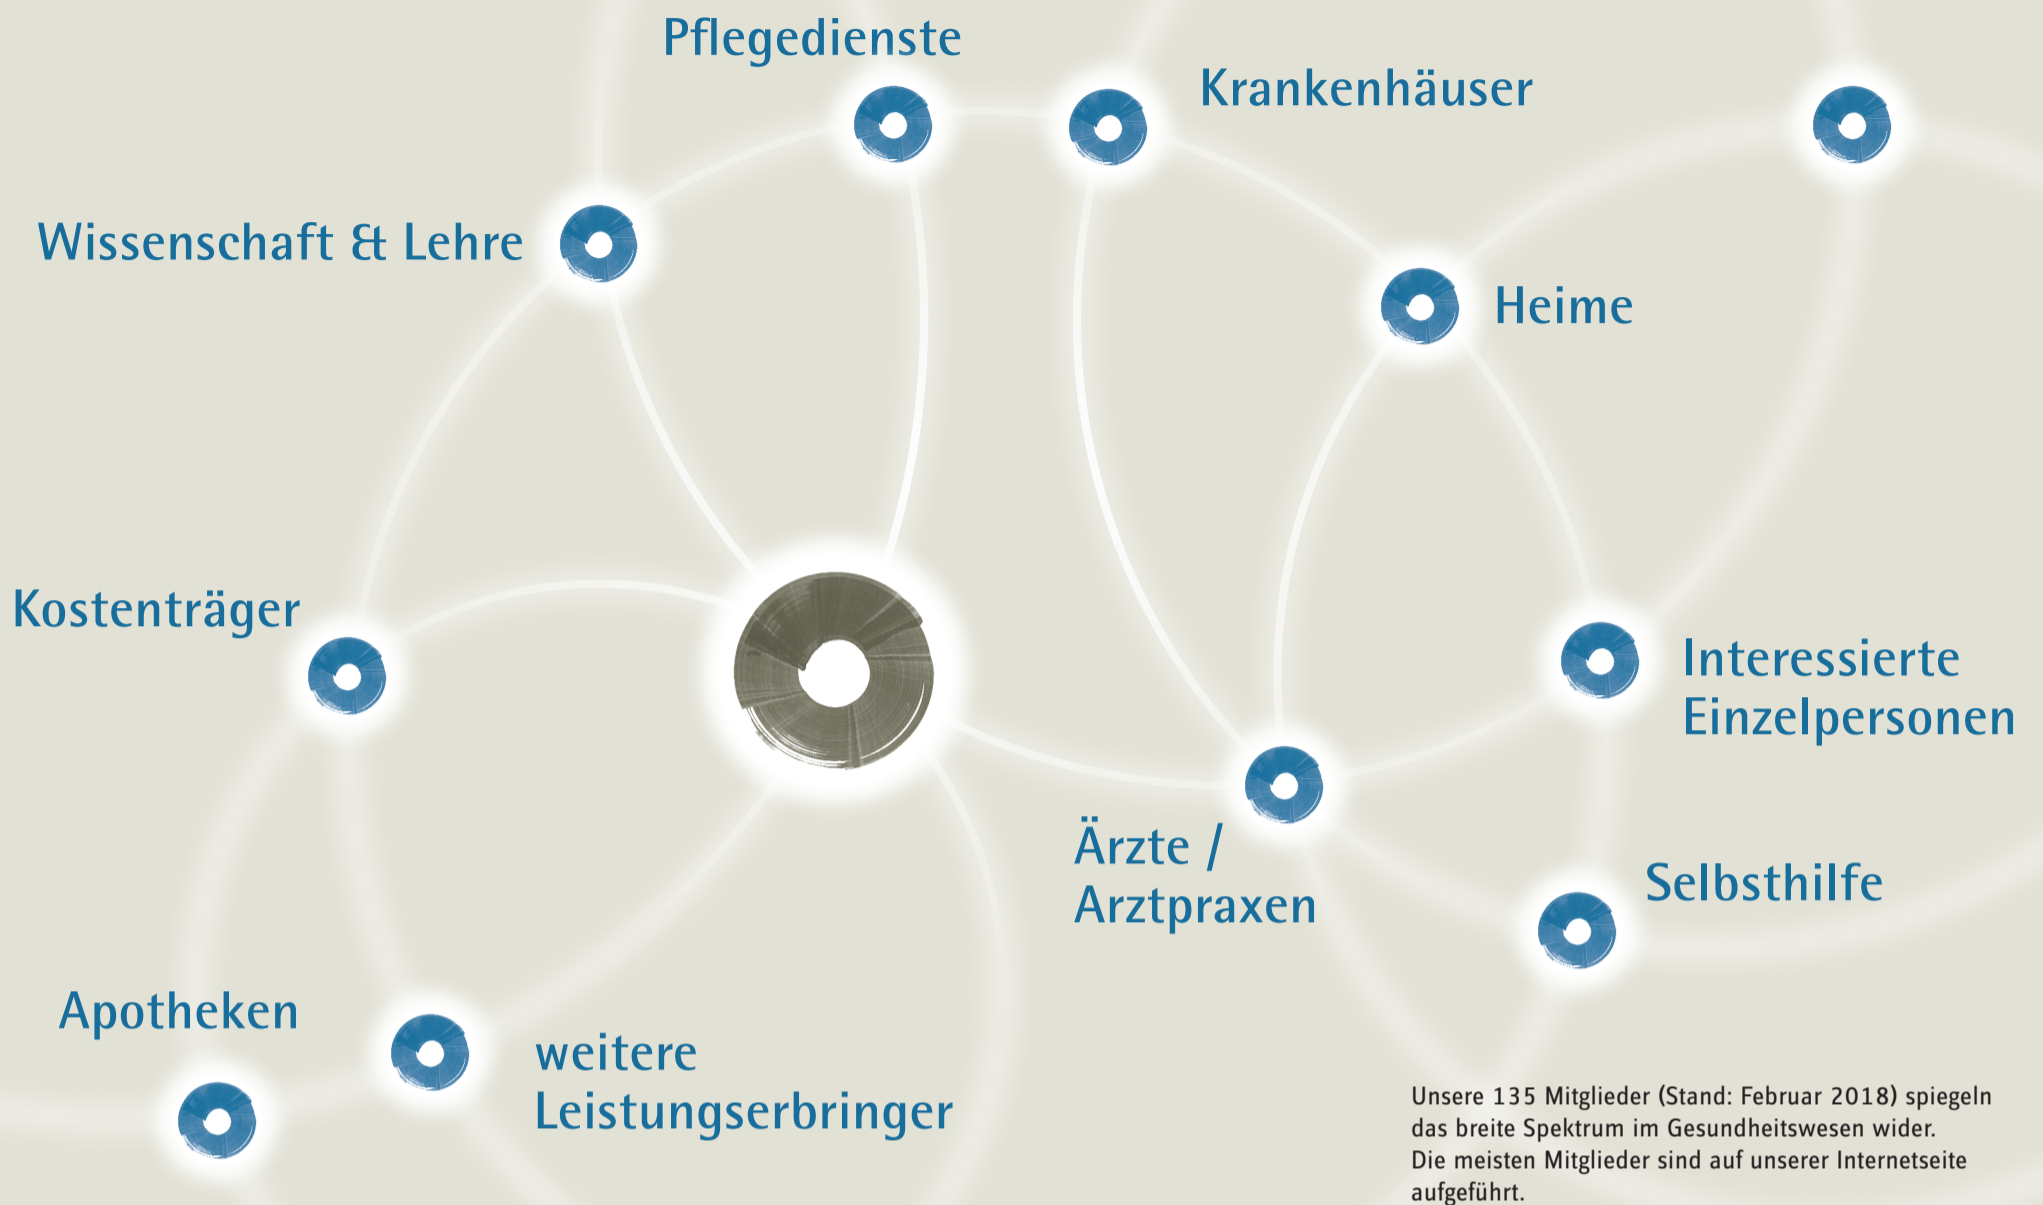 Pflegedienste
Krankenhäuser
Wissenschaft & Lehre
Heime
Kostenträger
Interessierte
Einzelpersonen
Ärzte /
Arztpraxen
Selbsthilfe
Apotheken
weitere
Leistungserbringer
Unsere 135 Mitglieder (Stand: Februar 2018) spiegeln
das breite Spektrum im Gesundheitswesen wider.
Die meisten Mitglieder sind auf unserer Internetseite
aufgeführt.